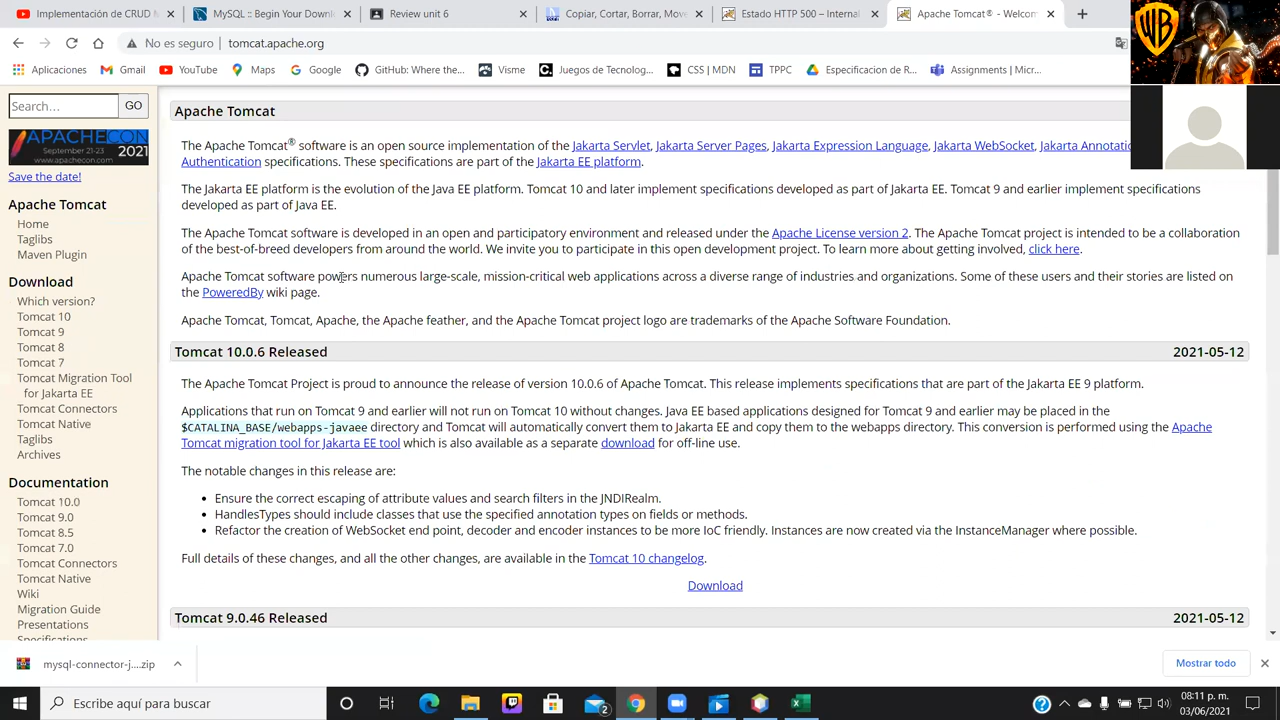 Implementación de CRUD M
MySQL :: Begin Your Downl
Review unit
Copiar, Cortar, Borrar, Move
Estado HTTP 500 – Internal
Apache Tomcat® - Welcom
No es seguro
tomcat.apache.org
Aplicaciones
Gmail
YouTube
Maps
Google
GitHub: Where the...
Visme
Juegos de Tecnolog...
CSS | MDN
TPPC
Especificacion de R...
Assignments | Micr...
WB
Search...
GO
APACHECON 2021
September 21-23
www.apachecon.com
Save the date!
Apache Tomcat
Home
Taglibs
Maven Plugin
Download
Which version?
Tomcat 10
Tomcat 9
Tomcat 8
Tomcat 7
Tomcat Migration Tool
for Jakarta EE
Tomcat Connectors
Tomcat Native
Taglibs
Archives
Documentation
Tomcat 10.0
Tomcat 9.0
Tomcat 8.5
Tomcat 7.0
Tomcat Connectors
Tomcat Native
Wiki
Migration Guide
Presentations
Specifications
Apache Tomcat
The Apache Tomcat® software is an open source implementation of the Jakarta Servlet, Jakarta Server Pages, Jakarta Expression Language, Jakarta WebSocket, Jakarta Annotatio
Authentication specifications. These specifications are part of the Jakarta EE platform.
The Jakarta EE platform is the evolution of the Java EE platform. Tomcat 10 and later implement specifications developed as part of Jakarta EE. Tomcat 9 and earlier implement specifications
developed as part of Java EE.
The Apache Tomcat software is developed in an open and participatory environment and released under the Apache License version 2. The Apache Tomcat project is intended to be a collaboration
of the best-of-breed developers from around the world. We invite you to participate in this open development project. To learn more about getting involved, click here.
Apache Tomcat software powers numerous large-scale, mission-critical web applications across a diverse range of industries and organizations. Some of these users and their stories are listed on
the PoweredBy wiki page.
Apache Tomcat, Tomcat, Apache, the Apache feather, and the Apache Tomcat project logo are trademarks of the Apache Software Foundation.
Tomcat 10.0.6 Released 2021-05-12
The Apache Tomcat Project is proud to announce the release of version 10.0.6 of Apache Tomcat. This release implements specifications that are part of the Jakarta EE 9 platform.
Applications that run on Tomcat 9 and earlier will not run on Tomcat 10 without changes. Java EE based applications designed for Tomcat 9 and earlier may be placed in the
$CATALINA_BASE/webapps-javaee directory and Tomcat will automatically convert them to Jakarta EE and copy them to the webapps directory. This conversion is performed using the Apache
Tomcat migration tool for Jakarta EE tool which is also available as a separate download for off-line use.
The notable changes in this release are:
• Ensure the correct escaping of attribute values and search filters in the JNDIRealm.
• HandlesTypes should include classes that use the specified annotation types on fields or methods.
• Refactor the creation of WebSocket end point, decoder and encoder instances to be more IoC friendly. Instances are now created via the InstanceManager where possible.
Full details of these changes, and all the other changes, are available in the Tomcat 10 changelog.
Download
Tomcat 9.0.46 Released 2021-05-12
mysql-connector-j....zip
Mostrar todo
Escribe aquí para buscar
2
08:11 p. m.
03/06/2021